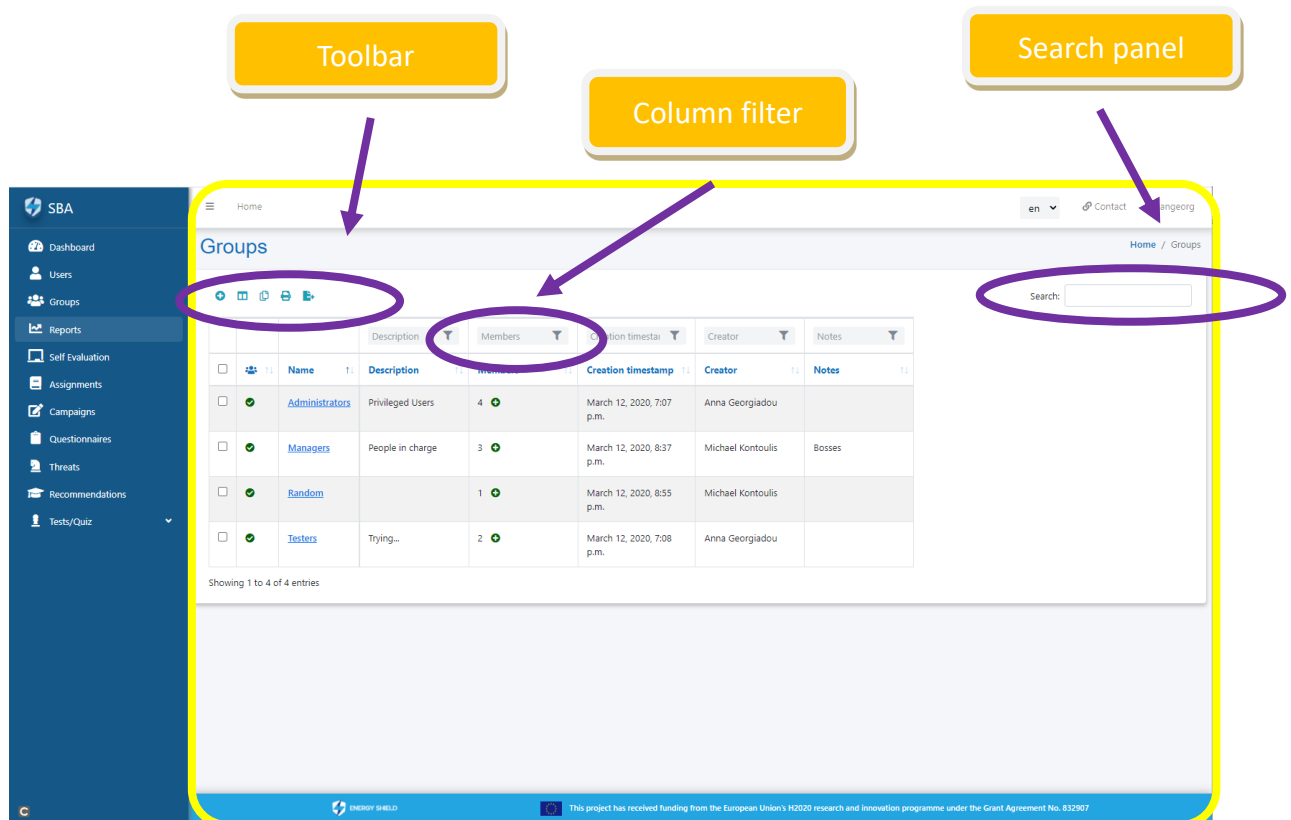 Toolbar
Search panel
Column filter
SBA
Home
en
Contact
Groups
Home / Groups
Dashboard
Users
Groups
Reports
Self Evaluation
Assignments
Campaigns
Questionnaires
Threats
Recommendations
Tests/Quiz
Search:
Description Members Creation timestar Creator Notes
Name Description Members Creation timestamp Creator Notes
Administrators Privileged Users 4 March 12, 2020, 7:07 Anna Georgiadou
p.m.
Managers People in charge 3 March 12, 2020, 8:37 Michael Kontoulis Bosses
p.m.
Random 1 March 12, 2020, 8:55 Michael Kontoulis
p.m.
Testers Trying... 2 March 12, 2020, 7:08 Anna Georgiadou
p.m.
Showing 1 to 4 of 4 entries
ENERGY SHIELD
This project has received funding from the European Union's H2020 research and innovation programme under the Grant Agreement No. 832907
C